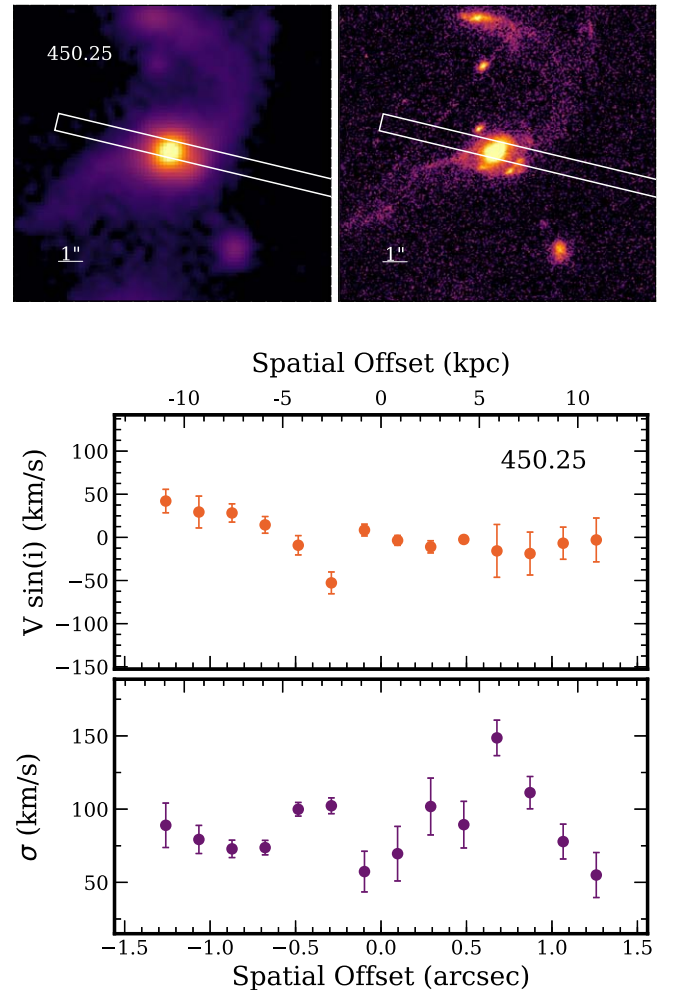 450.25
1"
1"
Spatial Offset (kpc)
-10 -5 0 5 10
450.25
V sin(i) (km/s)
100
50
0
−50
−100
−150
σ (km/s)
150
100
50
−1.5 −1.0 −0.5 0.0 0.5 1.0 1.5
Spatial Offset (arcsec)